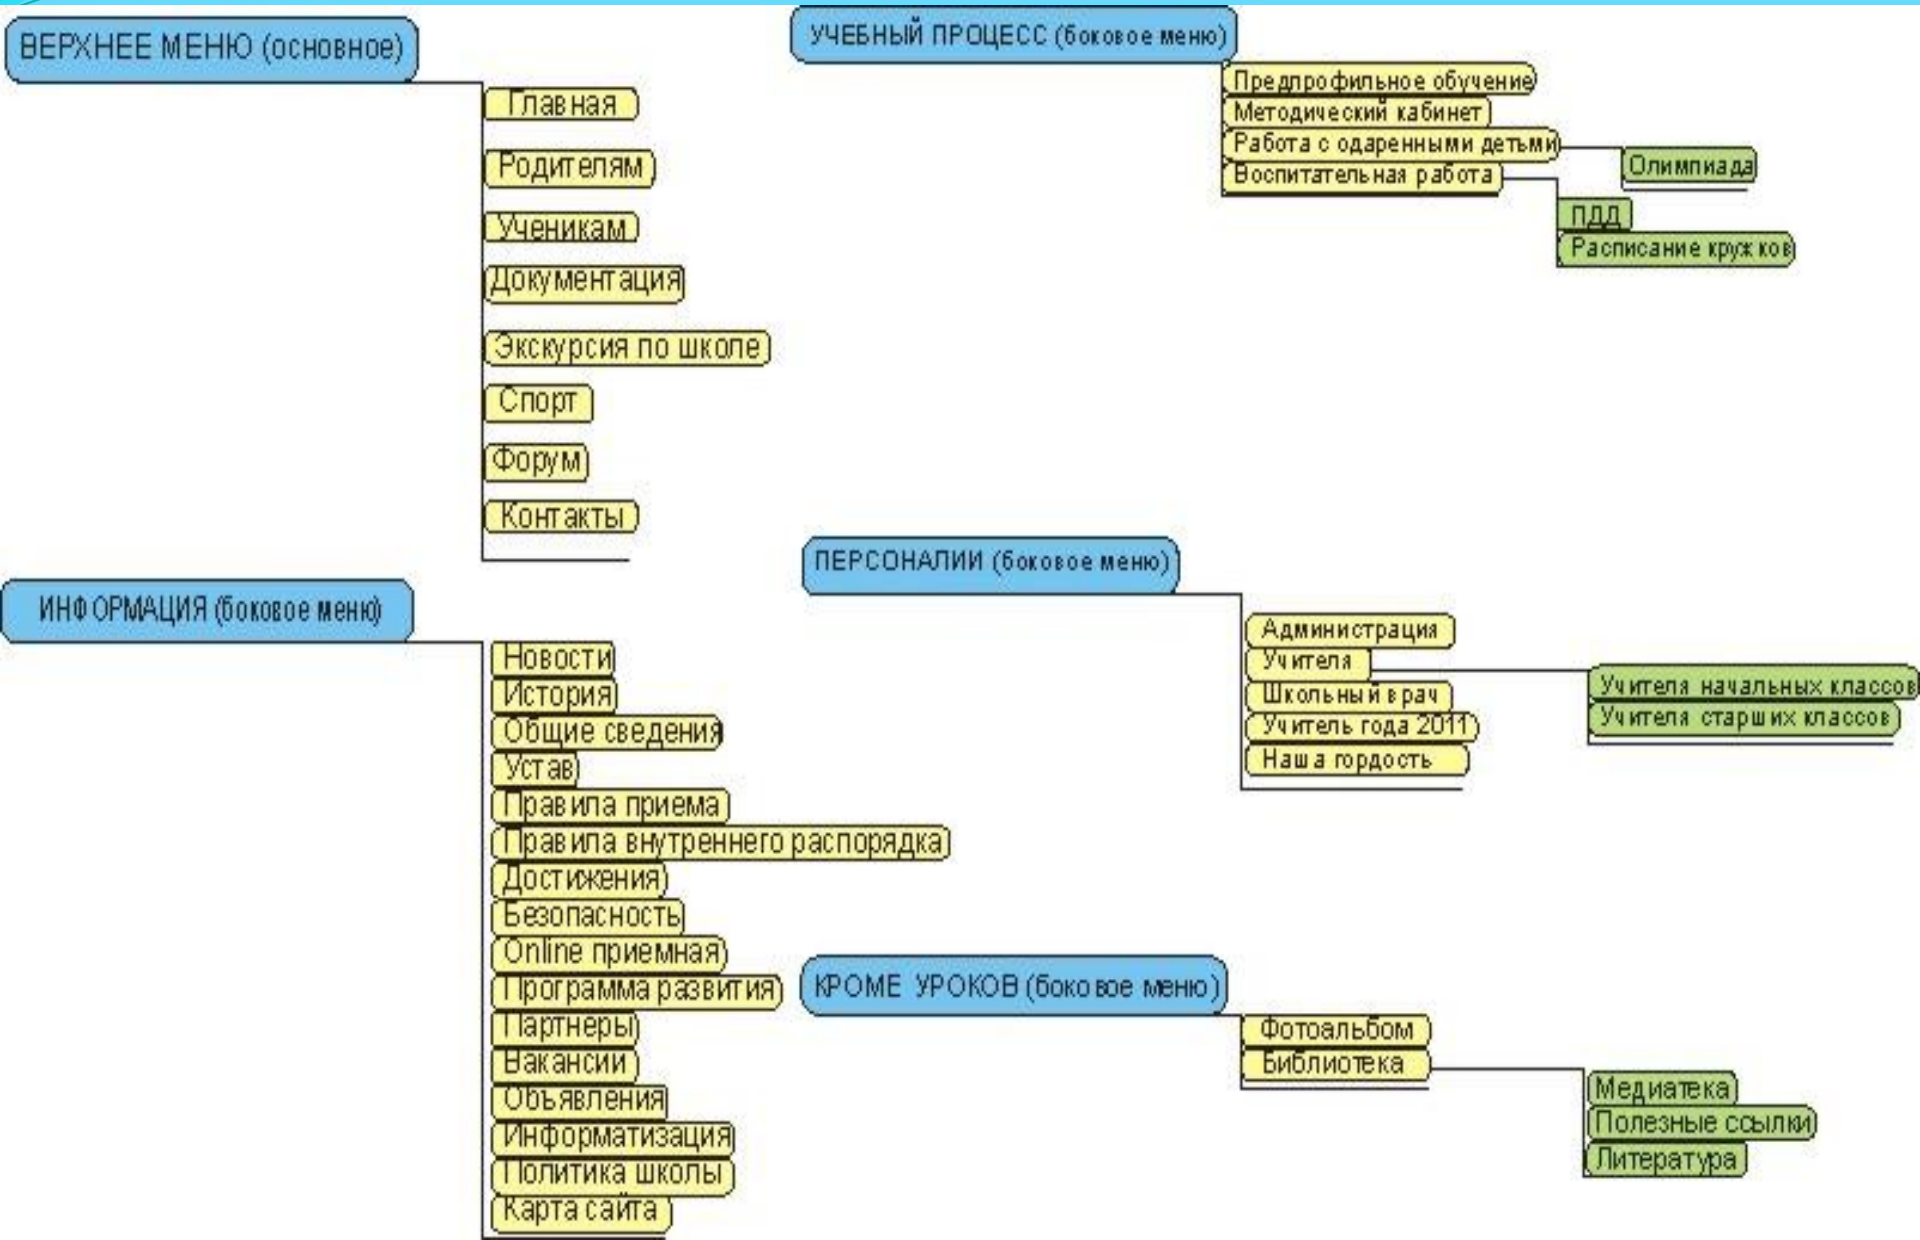 ВЕРХНЕЕ МЕНЮ (основное)
Главная
Родителям
Ученикам
Документация
Экскурсия по школе
Спорт
Форум
Контакты
ИНФОРМАЦИЯ (боковое меню)
Новости
История
Общие сведения
Устав
Правила приема
Правила внутреннего распорядка
Достижения
Безопасность
Online приемная
Программа развития
Партнеры
Вакансии
Объявления
Информатизация
Политика школы
Карта сайта
УЧЕБНЫЙ ПРОЦЕСС (боковое меню)
Предпрофильное обучение
Методический кабинет
Работа с одаренными детьми
Олимпиада
Воспитательная работа
ПДД
Расписание кружков
ПЕРСОНАЛИИ (боковое меню)
Администрация
Учителя
Учителя начальных классов
Учителя старших классов
Школьный врач
Учитель года 2011
Наша гордость
КРОМЕ УРОКОВ (боковое меню)
Фотоальбом
Библиотека
Медиатека
Полезные ссылки
Литература